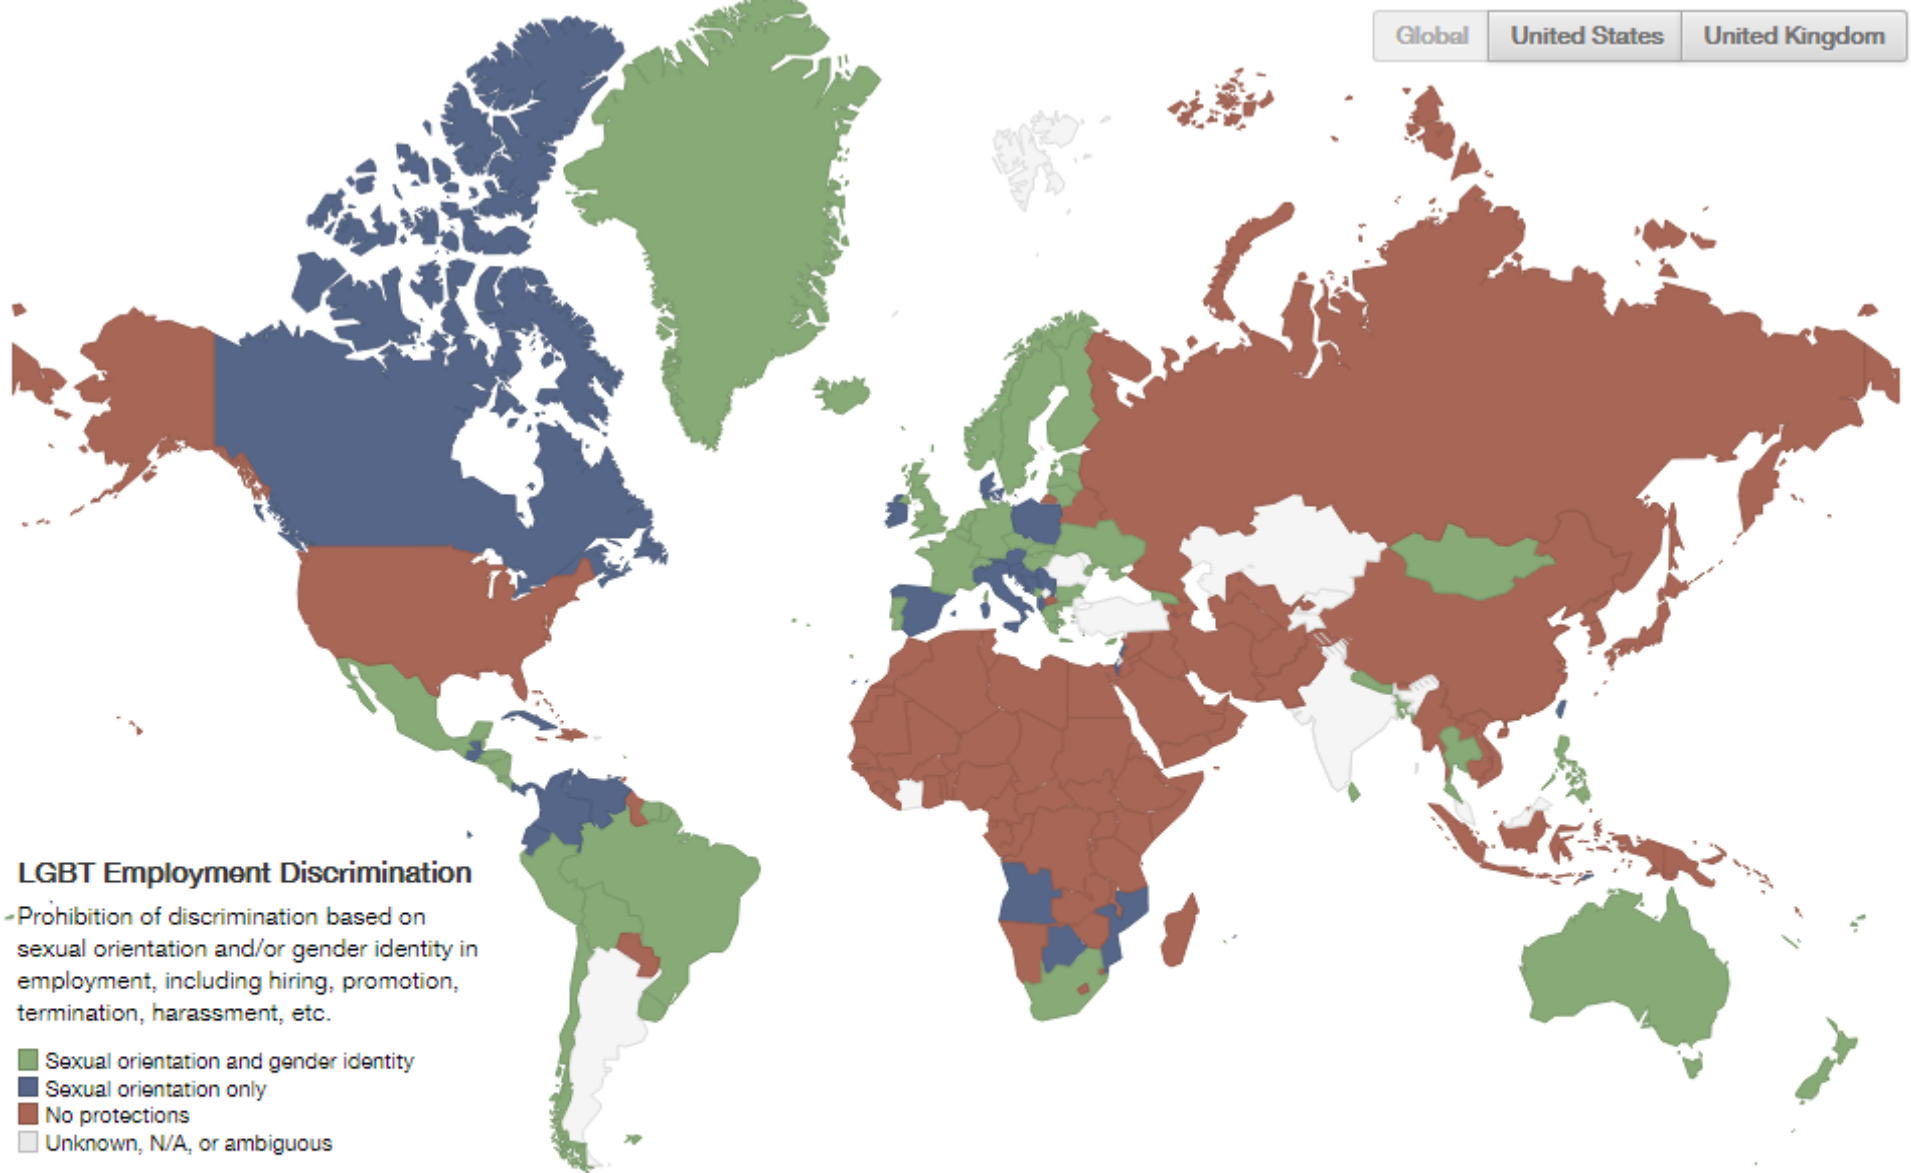 Global United States United Kingdom
LGBT Employment Discrimination
Prohibition of discrimination based on
sexual orientation and/or gender identity in
employment, including hiring, promotion,
termination, harassment, etc.
Sexual orientation and gender identity
Sexual orientation only
No protections
Unknown, N/A, or ambiguous